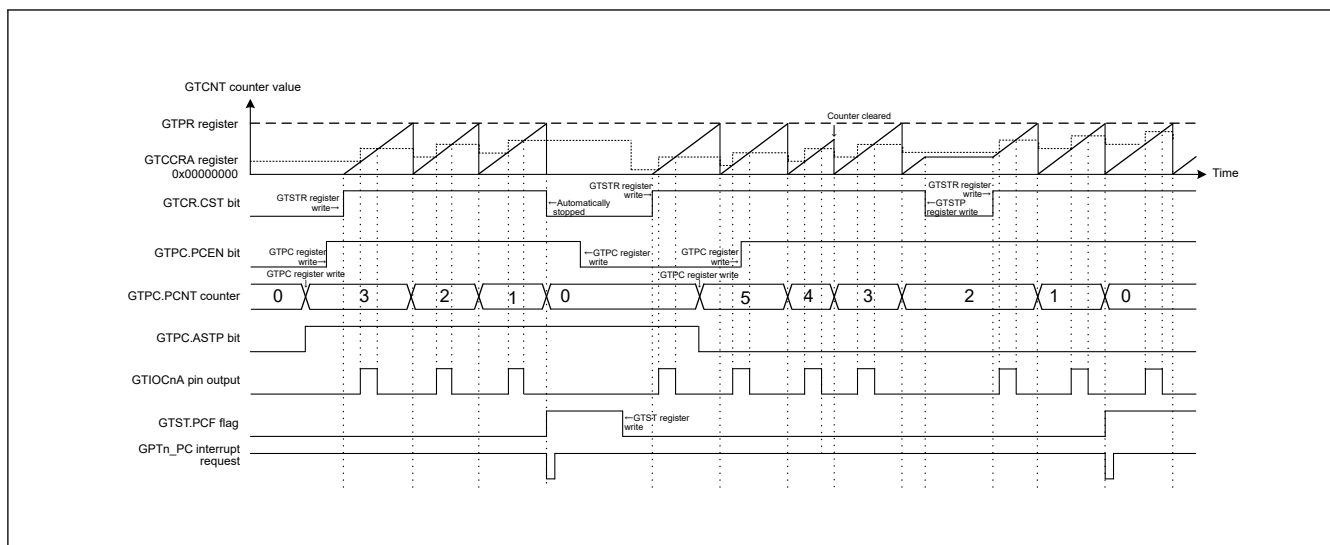 GTCNT counter value
GTPR register
Counter cleared
GTCCRA register
0x00000000
Time
GTSTR register
write→
GTCR.CST bit
←Automatically
stopped
GTSTR register
write→
←GTSTP
register write
GTSTR register
write→
GTPC.PCEN bit
GTPC register
write→
←GTPC register
write
GTPC register
write→
GTPC register write
GTPC register write
GTPC.PCNT counter
0 3 2 1 0 5 4 3 2 1 0
GTPC.ASTP bit
GTIOCnA pin output
GTST.PCF flag
←GTST register
write
GPTn_PC interrupt
request